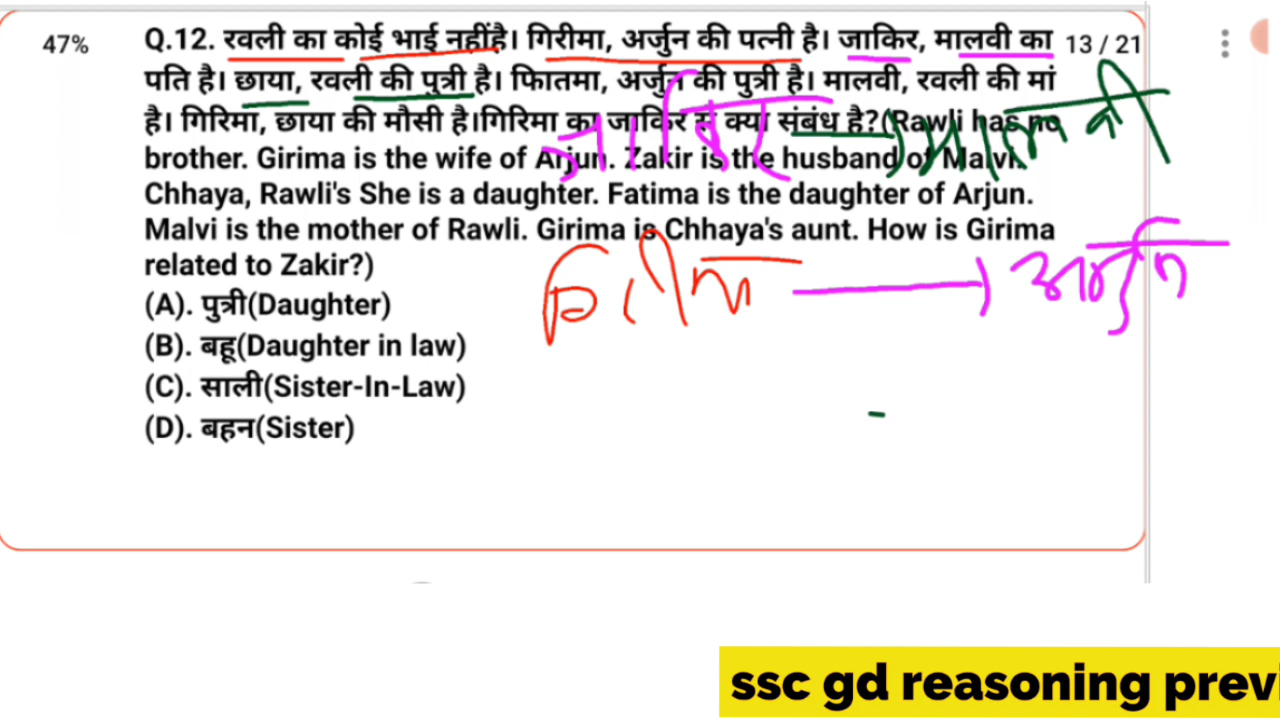 47%
Q.12. रवली का कोई भाई नहींहै। गिरीमा, अर्जुन की पत्नी है। जाकिर, मालवी का
13 / 21
पति है। छाया, रवली की पुत्री है। फातिमा, अर्जुन की पुत्री है। मालवी, रवली की मां
है। गिरिमा, छाया की मौसी है।गिरिमा का जाकिर से क्या संबंध है?(Rawli has no
brother. Girima is the wife of Arjun. Zakir is the husband of Malvi.
Chhaya, Rawli's She is a daughter. Fatima is the daughter of Arjun.
Malvi is the mother of Rawli. Girima is Chhaya's aunt. How is Girima
related to Zakir?)
(A). पुत्री(Daughter)
(B). बहू(Daughter in law)
(C). साली(Sister-In-Law)
(D). बहन(Sister)
जाकिर → मालवी
→ अर्जुन
ssc gd reasoning previ